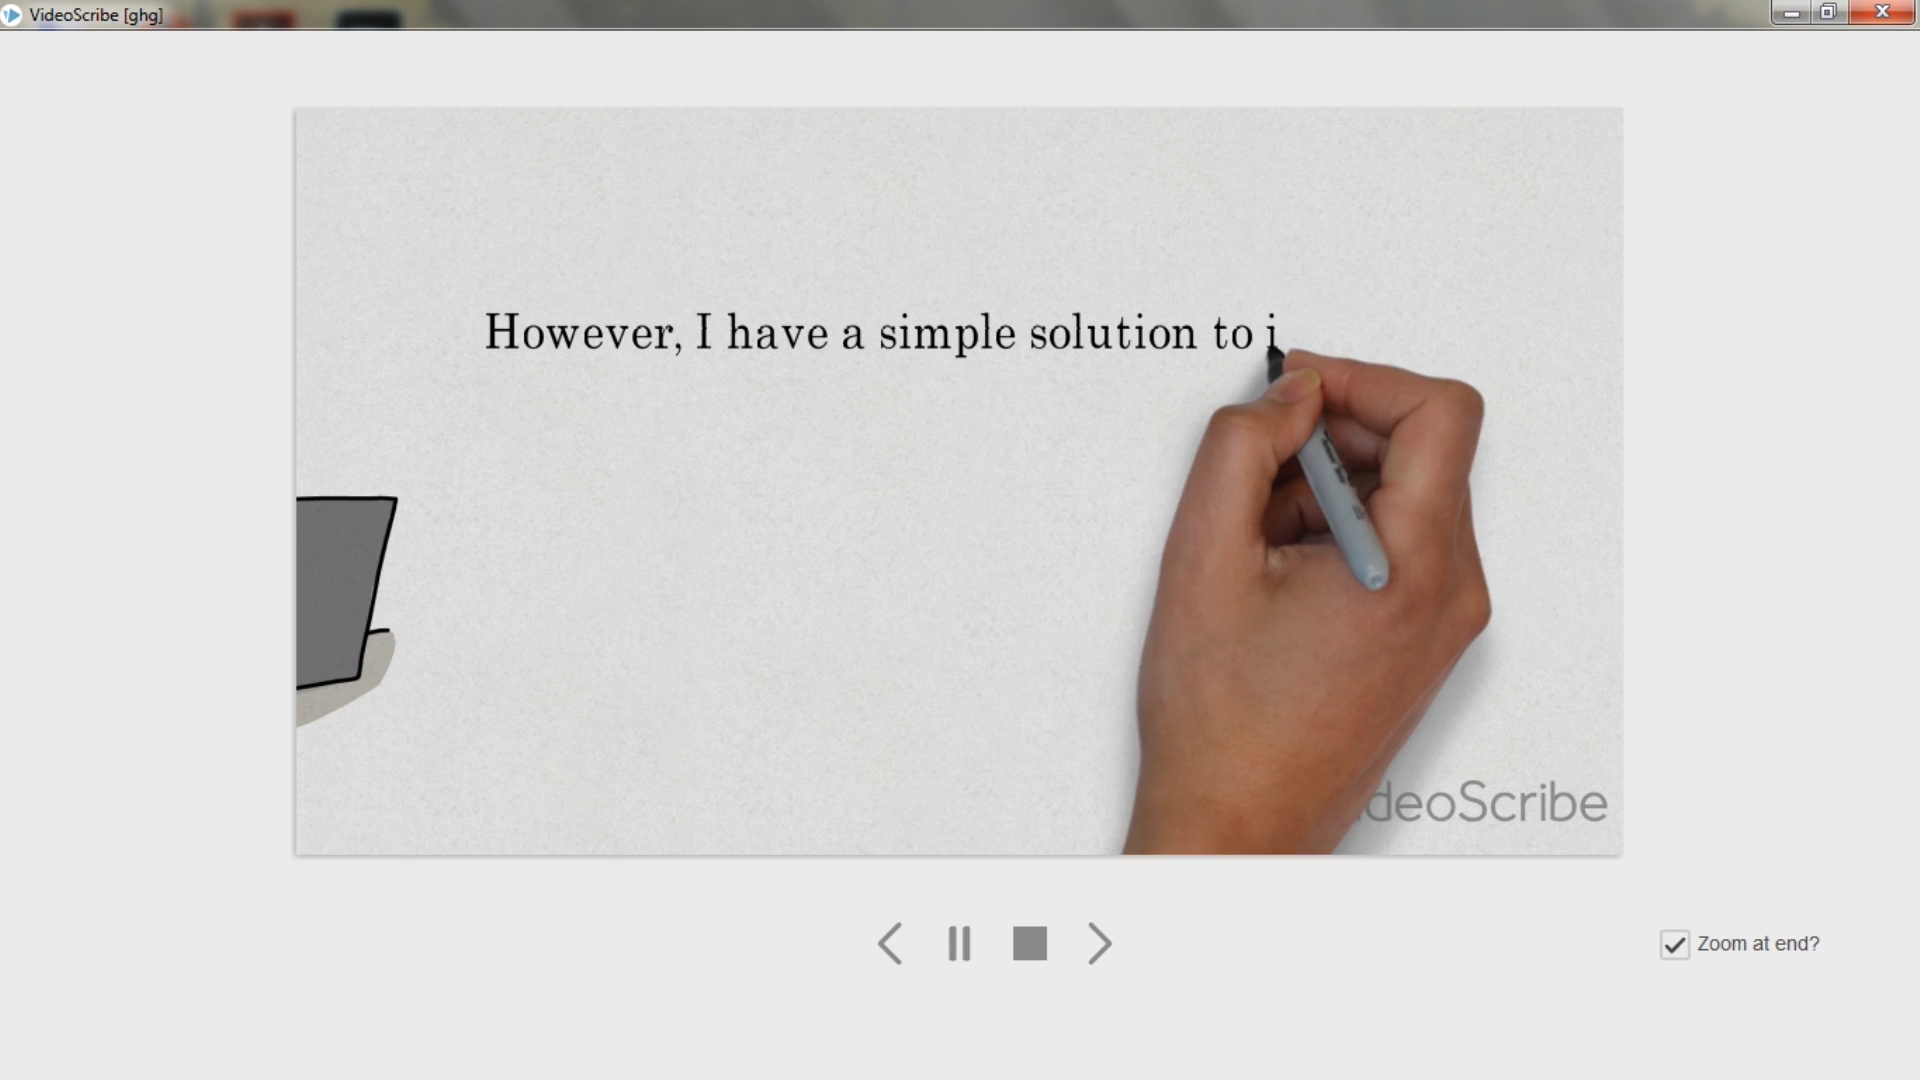 VideoScribe [ghg]
However, I have a simple solution to i
deoScribe
Zoom at end?